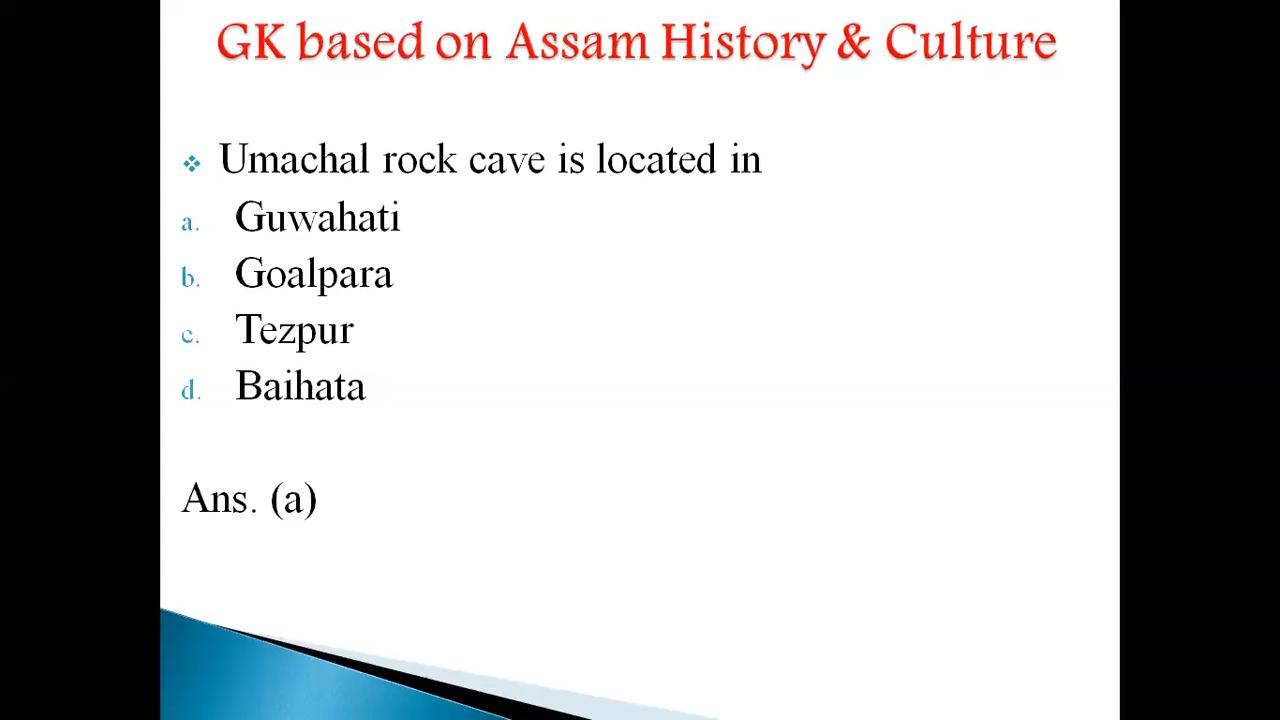 GK based on Assam History & Culture
❖ Umachal rock cave is located in
a. Guwahati
b. Goalpara
c. Tezpur
d. Baihata
Ans. (a)